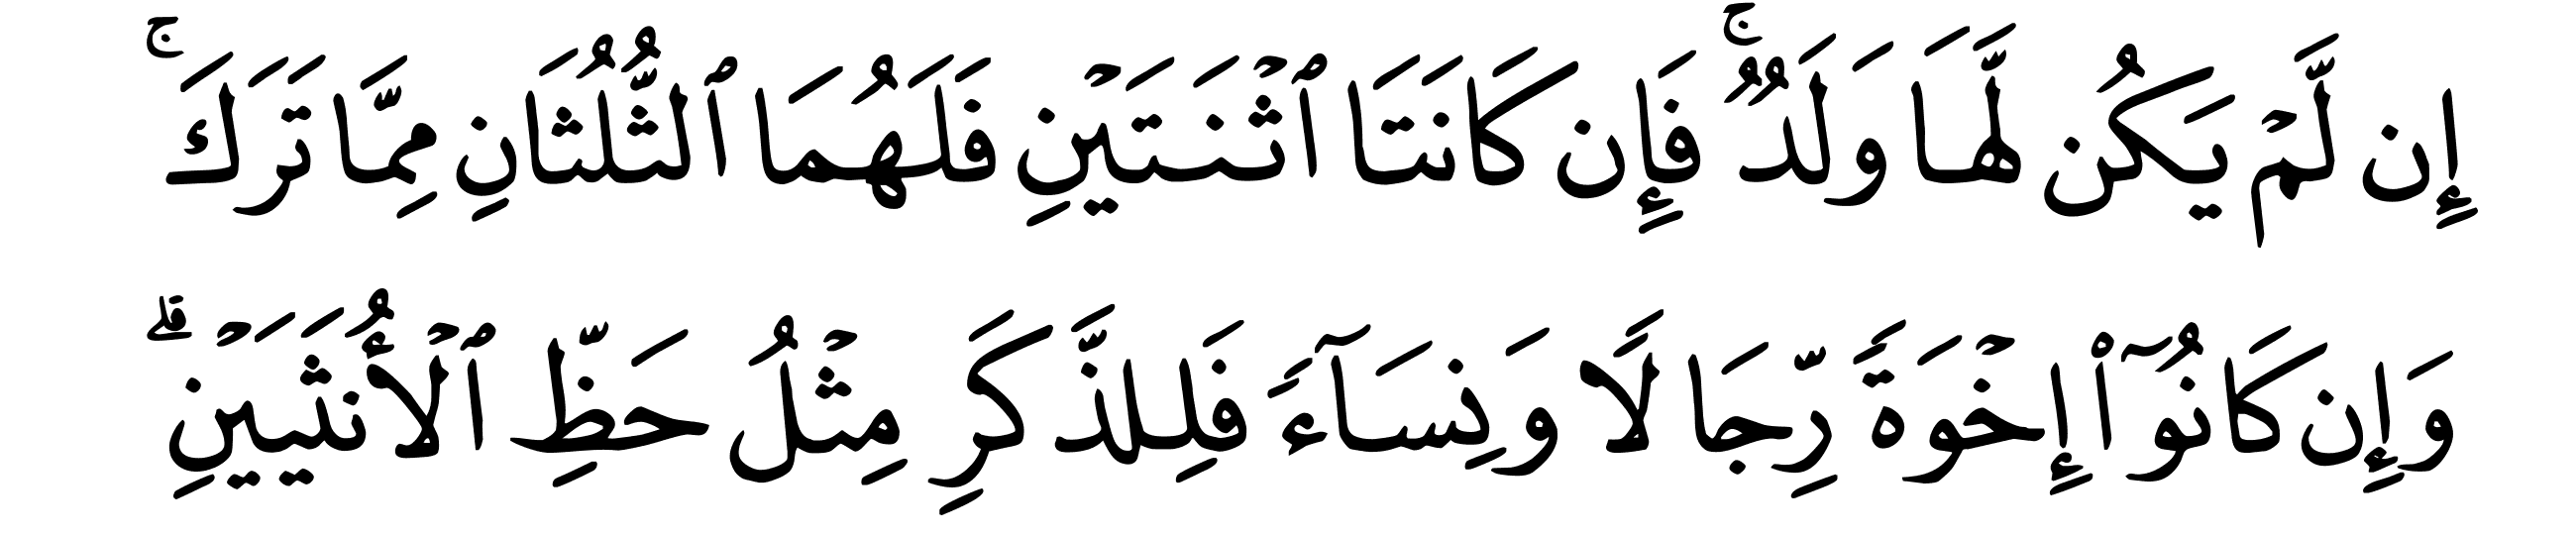 إِن لَّمۡ يَكُن لَّهَا وَلَدٞۚ فَإِن كَانَتَا ٱثۡنَتَيۡنِ فَلَهُمَا ٱلثُّلُثَانِ مِمَّا تَرَكَۚ
وَإِن كَانُوٓاْ إِخۡوَةٗ رِّجَالٗا وَنِسَآءٗ فَلِلذَّكَرِ مِثۡلُ حَظِّ ٱلۡأُنثَيَيۡنِۗ